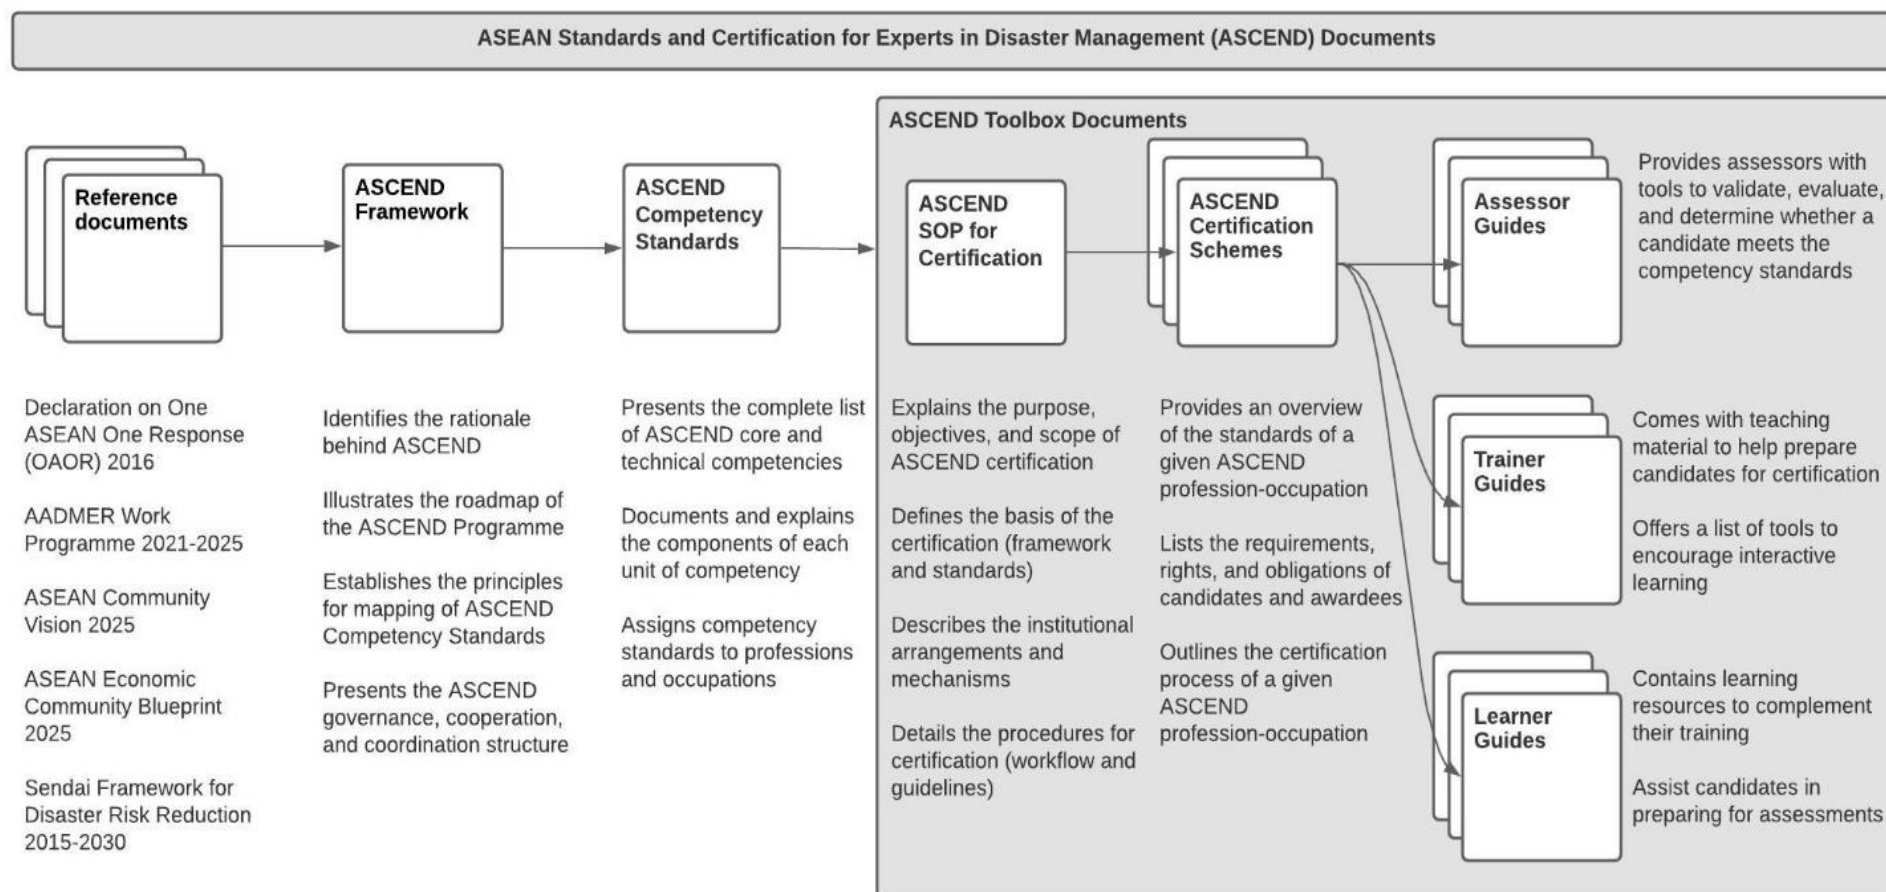 ASEAN Standards and Certification for Experts in Disaster Management (ASCEND) Documents
Reference
documents
Declaration on One
ASEAN One Response
(OAOR) 2016
AADMER Work
Programme 2021-2025
ASEAN Community
Vision 2025
ASEAN Economic
Community Blueprint
2025
Sendai Framework for
Disaster Risk Reduction
2015-2030
ASCEND
Framework
Identifies the rationale
behind ASCEND
Illustrates the roadmap of
the ASCEND Programme
Establishes the principles
for mapping of ASCEND
Competency Standards
Presents the ASCEND
governance, cooperation,
and coordination structure
ASCEND
Competency
Standards
Presents the complete list
of ASCEND core and
technical competencies
Documents and explains
the components of each
unit of competency
Assigns competency
standards to professions
and occupations
ASCEND Toolbox Documents
ASCEND
SOP for
Certification
Explains the purpose,
objectives, and scope of
ASCEND certification
Defines the basis of the
certification (framework
and standards)
Describes the institutional
arrangements and
mechanisms
Details the procedures for
certification (workflow and
guidelines)
ASCEND
Certification
Schemes
Provides an overview
of the standards of a
given ASCEND
profession-occupation
Lists the requirements,
rights, and obligations of
candidates and awardees
Outlines the certification
process of a given
ASCEND
profession-occupation
Assessor
Guides
Provides assessors with
tools to validate, evaluate,
and determine whether a
candidate meets the
competency standards
Trainer
Guides
Comes with teaching
material to help prepare
candidates for certification
Offers a list of tools to
encourage interactive
learning
Learner
Guides
Contains learning
resources to complement
their training
Assist candidates in
preparing for assessments